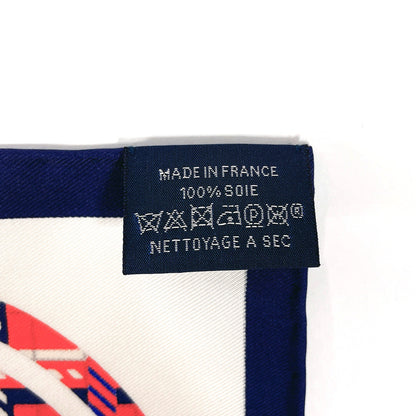 MADE IN FRANCE
100% SOIE
P ®
NETTOYAGE A SEC